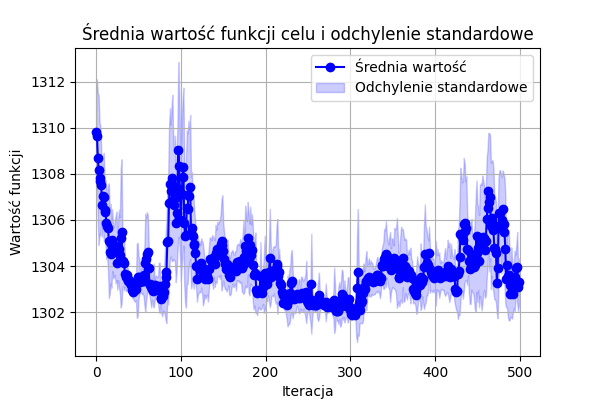 Średnia wartość funkcji celu i odchylenie standardowe
Średnia wartość
Odchylenie standardowe
Wartość funkcji
1312
1310
1308
1306
1304
1302
0 100 200 300 400 500
Iteracja